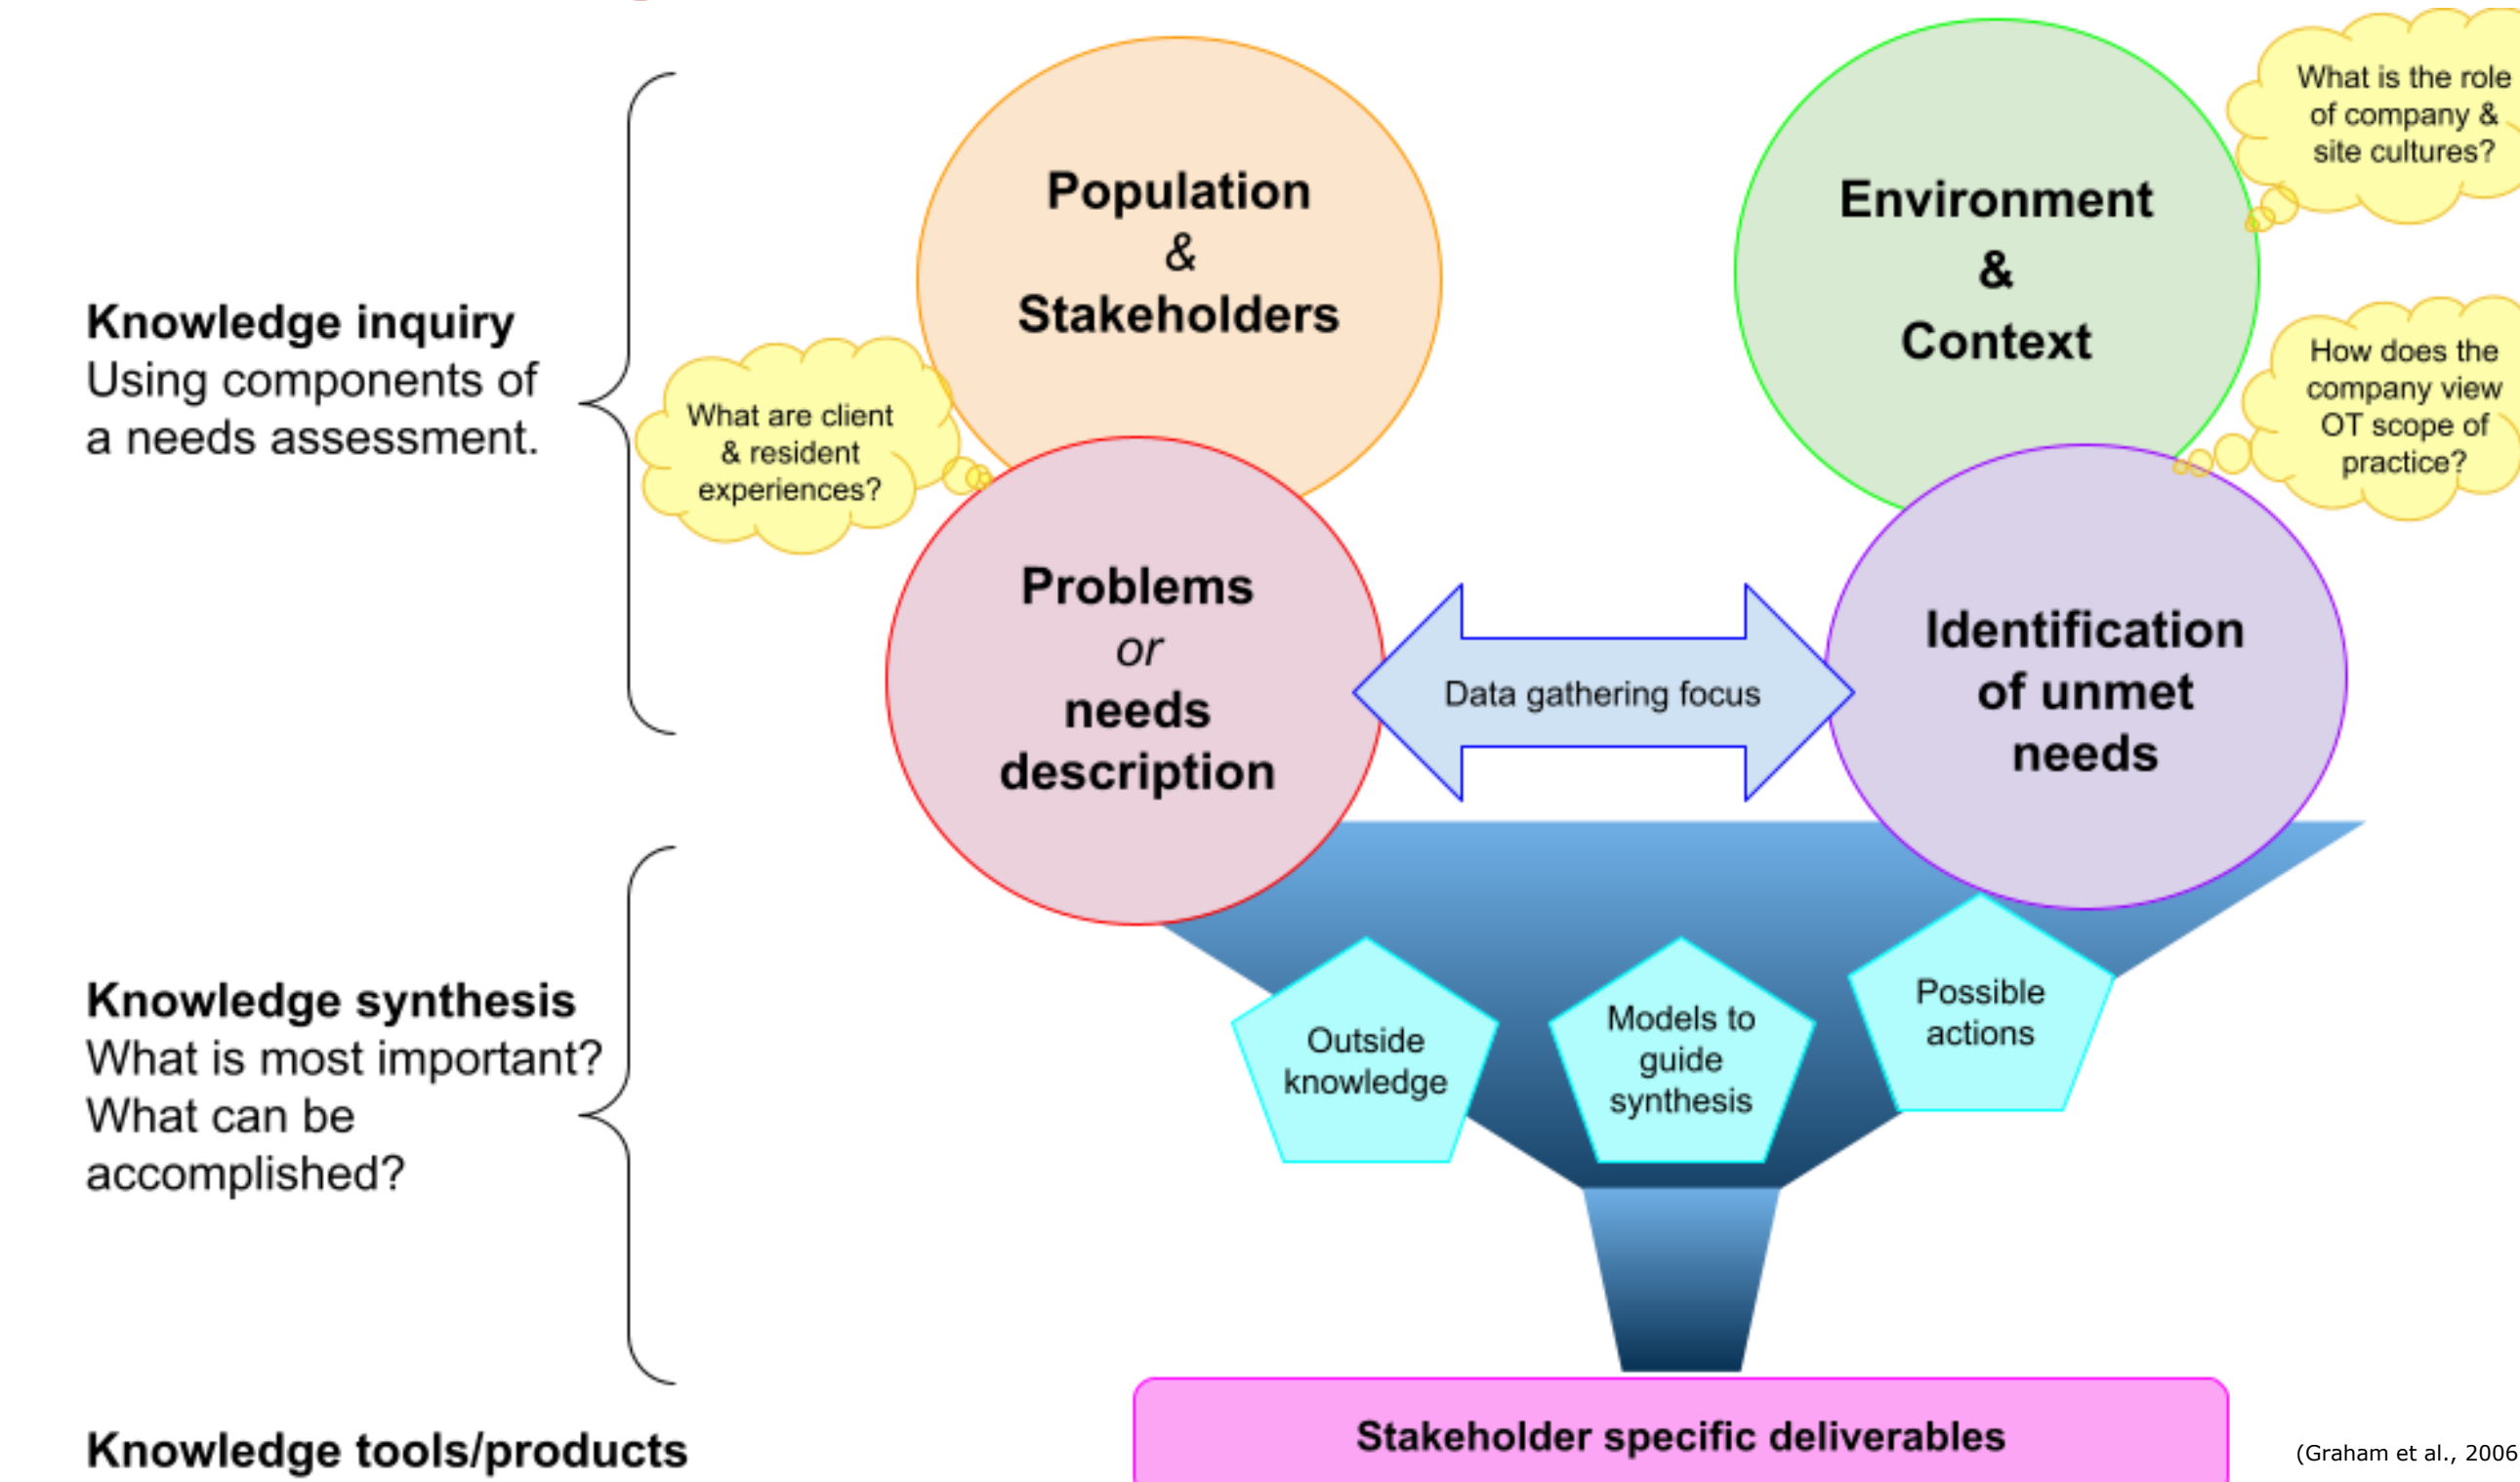 Knowledge inquiry
Using components of
a needs assessment.
Population
&
Stakeholders
Environment
&
Context
What is the role
of company &
site cultures?
How does the
company view
OT scope of
practice?
What are client
& resident
experiences?
Problems
or
needs
description
Data gathering focus
Identification
of unmet
needs
Knowledge synthesis
What is most important?
What can be
accomplished?
Outside
knowledge
Models to
guide
synthesis
Possible
actions
Knowledge tools/products
Stakeholder specific deliverables
(Graham et al., 2006